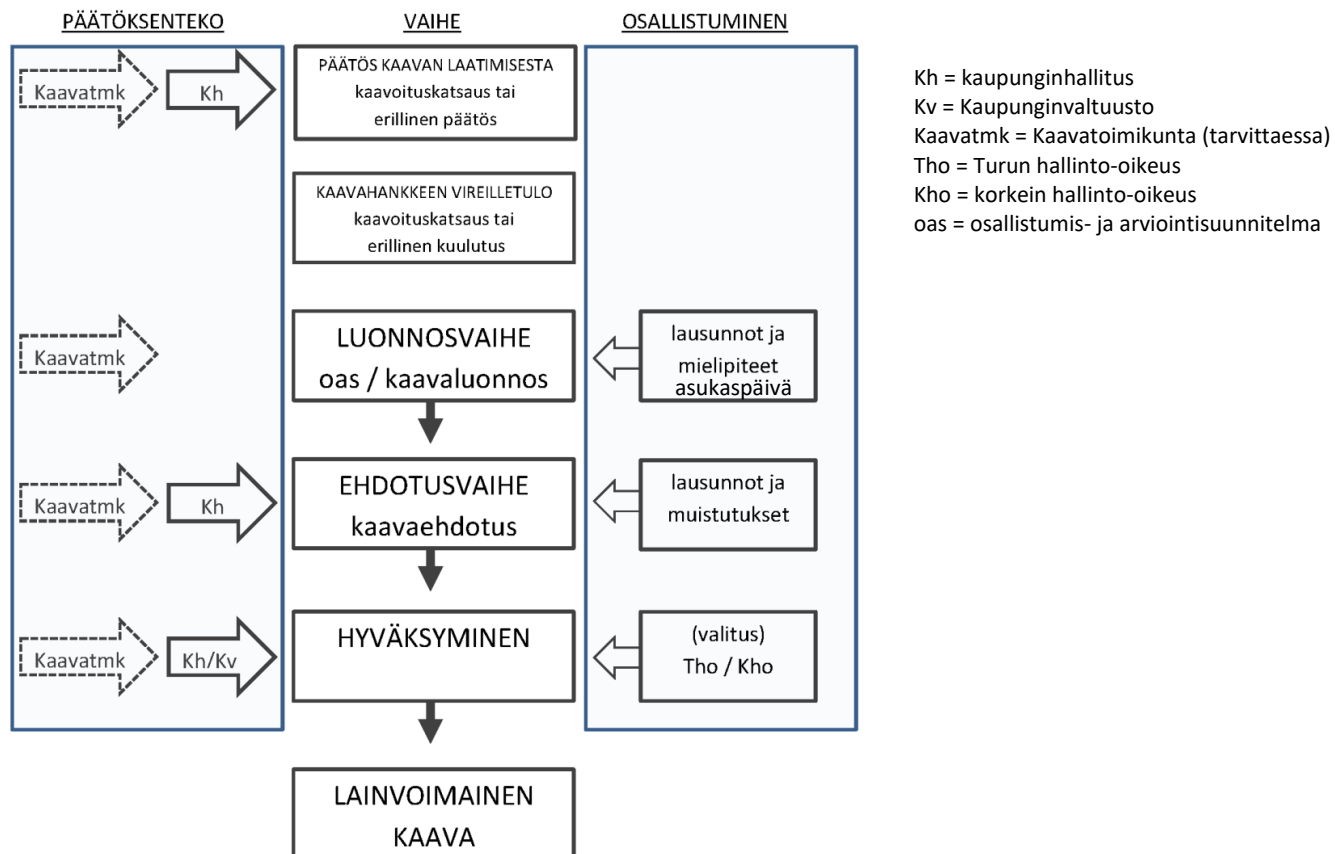 PÄÄTÖKSENTEKO
VAIHE
OSALLISTUMINEN
Kaavatmk
Kh
PÄÄTÖS KAAVAN LAATIMISESTA
kaavoituskatsaus tai
erillinen päätös
KAAVAHANKKEEN VIREILLETULO
kaavoituskatsaus tai
erillinen kuulutus
Kaavatmk
LUONNOSVAIHE
oas / kaavaluonnos
lausunnot ja
mielipiteet
asukaspäivä
Kaavatmk
Kh
EHDOTUSVAIHE
kaavaehdotus
lausunnot ja
muistutukset
Kaavatmk
Kh/Kv
HYVÄKSYMINEN
(valitus)
Tho / Kho
LAINVOIMAINEN
KAAVA
Kh = kaupunginhallitus
Kv = Kaupunginvaltuusto
Kaavatmk = Kaavatoimikunta (tarvittaessa)
Tho = Turun hallinto-oikeus
Kho = korkein hallinto-oikeus
oas = osallistumis- ja arviointisuunnitelma